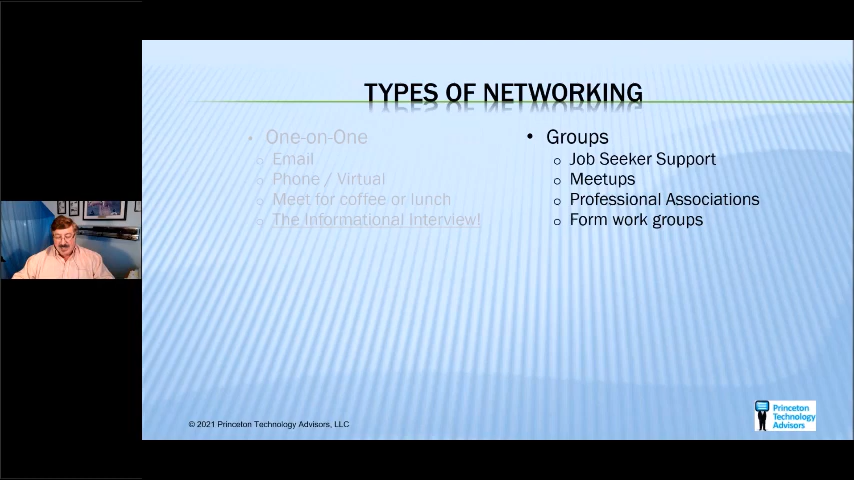 TYPES OF NETWORKING
• One-on-One
o Email
o Phone / Virtual
o Meet for coffee or lunch
o The Informational Interview!
• Groups
o Job Seeker Support
o Meetups
o Professional Associations
o Form work groups
© 2021 Princeton Technology Advisors, LLC
Princeton
Technology
Advisors